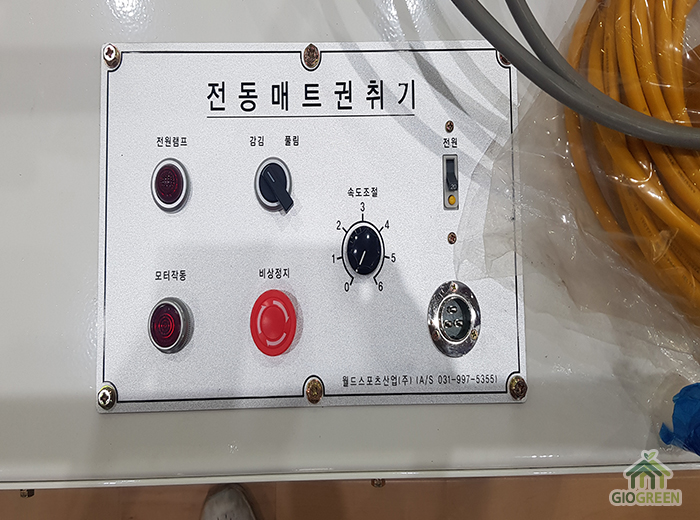 전동매트권취기
전원램프
감김 풀림
전원
20
속도조절
0 1 2 3 4 5 6
모터작동
비상정지
월드스포츠산업(주) (A/S 031-997-5355)
GIOGREEN